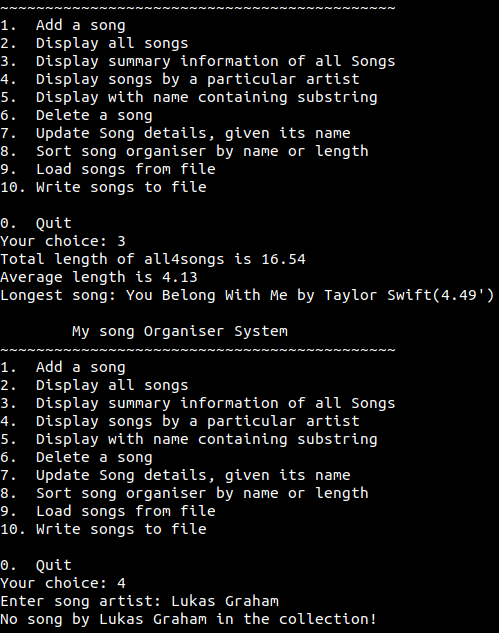 ~~~~~~~~~~~~~~~~~~~~~~~~~~~~~~~~~~~~~~~~~~~~
1.  Add a song
2.  Display all songs
3.  Display summary information of all Songs
4.  Display songs by a particular artist
5.  Display with name containing substring
6.  Delete a song
7.  Update Song details, given its name
8.  Sort song organiser by name or length
9.  Load songs from file
10. Write songs to file

0.  Quit
Your choice: 3
Total length of all4songs is 16.54
Average length is 4.13
Longest song: You Belong With Me by Taylor Swift(4.49')

        My song Organiser System
~~~~~~~~~~~~~~~~~~~~~~~~~~~~~~~~~~~~~~~~~~~~
1.  Add a song
2.  Display all songs
3.  Display summary information of all Songs
4.  Display songs by a particular artist
5.  Display with name containing substring
6.  Delete a song
7.  Update Song details, given its name
8.  Sort song organiser by name or length
9.  Load songs from file
10. Write songs to file

0.  Quit
Your choice: 4
Enter song artist: Lukas Graham
No song by Lukas Graham in the collection!